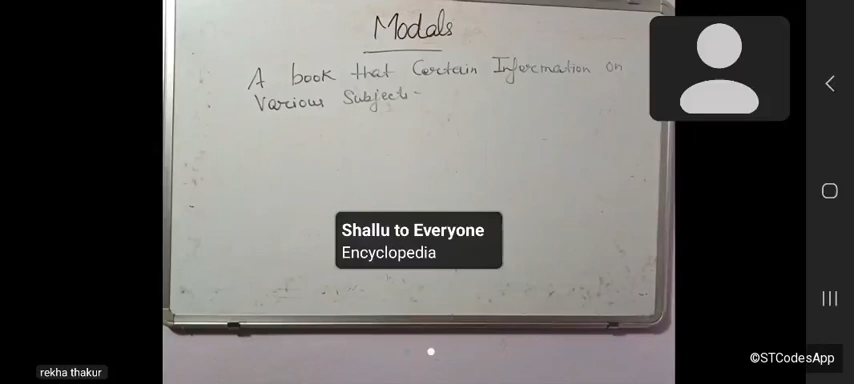 Modals
A book that Certain Information on
Various Subject.
Shallu to Everyone
Encyclopedia
©STCodesApp
rekha thakur